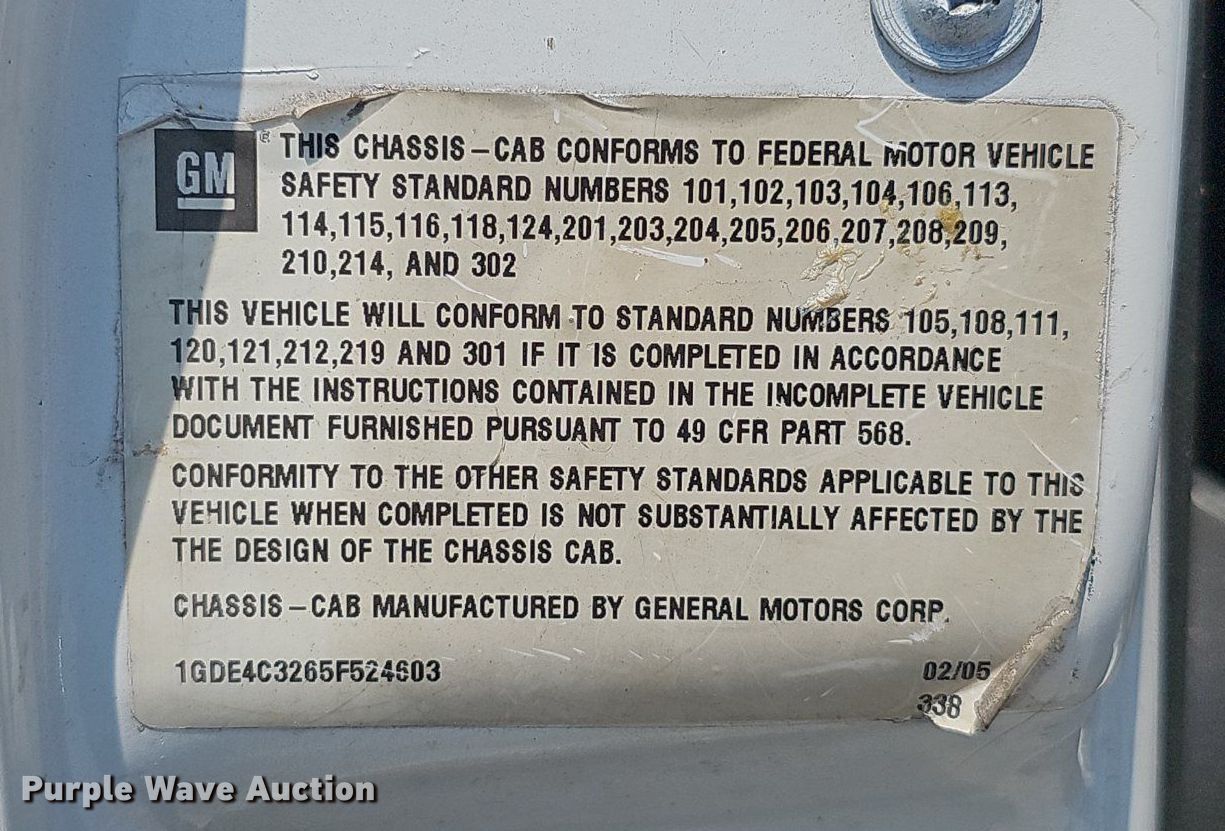 GM
®
THIS CHASSIS-CAB CONFORMS TO FEDERAL MOTOR VEHICLE
SAFETY STANDARD NUMBERS 101,102,103,104,106,113,
114,115,116,118,124,201,203,204,205,206,207,208,209,
210,214, AND 302
THIS VEHICLE WILL CONFORM TO STANDARD NUMBERS 105,108,111,
120,121,212,219 AND 301 IF IT IS COMPLETED IN ACCORDANCE
WITH THE INSTRUCTIONS CONTAINED IN THE INCOMPLETE VEHICLE
DOCUMENT FURNISHED PURSUANT TO 49 CFR PART 568.
CONFORMITY TO THE OTHER SAFETY STANDARDS APPLICABLE TO THIS
VEHICLE WHEN COMPLETED IS NOT SUBSTANTIALLY AFFECTED BY THE
THE DESIGN OF THE CHASSIS CAB.
CHASSIS-CAB MANUFACTURED BY GENERAL MOTORS CORP.
1GDE4C3265F524603
02/05
338
Purple Wave Auction